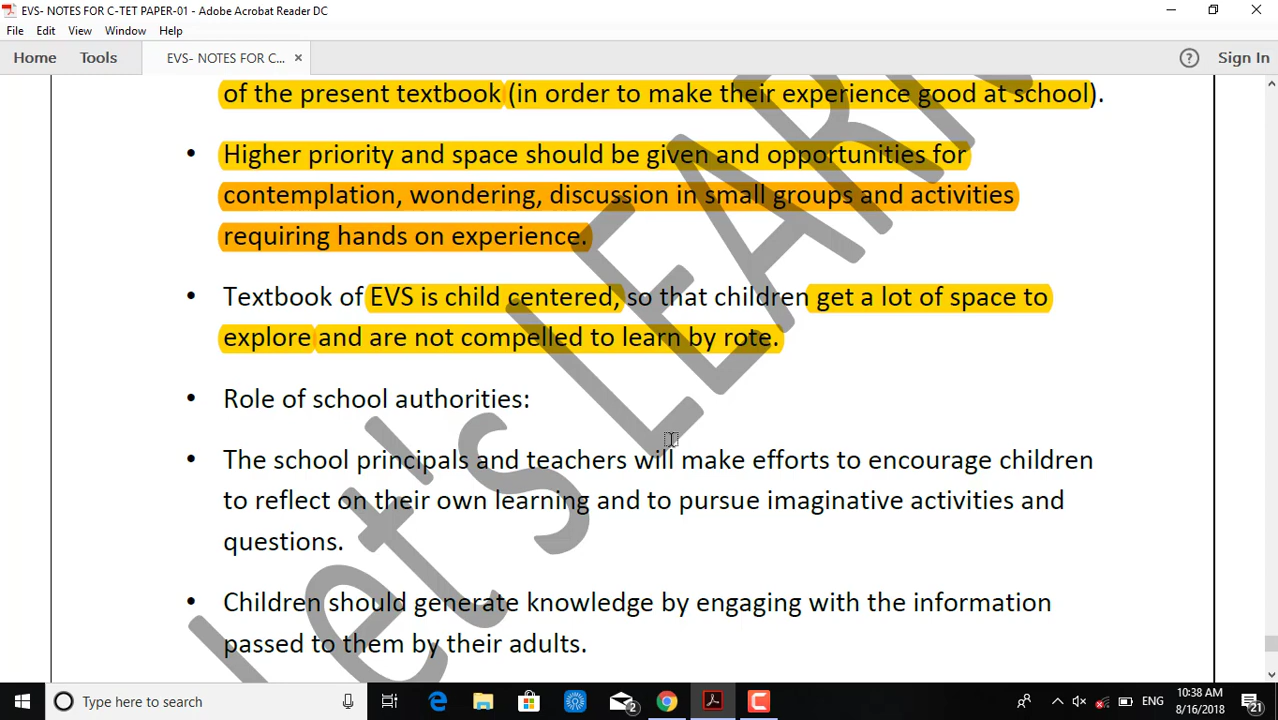 EVS- NOTES FOR C-TET PAPER-01 - Adobe Acrobat Reader DC
File Edit View Window Help
Home Tools EVS- NOTES FOR C... × ? Sign In
of the present textbook (in order to make their experience good at school).
• Higher priority and space should be given and opportunities for
contemplation, wondering, discussion in small groups and activities
requiring hands on experience.
• Textbook of EVS is child centered, so that children get a lot of space to
explore and are not compelled to learn by rote.
• Role of school authorities:
• The school principals and teachers will make efforts to encourage children
to reflect on their own learning and to pursue imaginative activities and
questions.
• Children should generate knowledge by engaging with the information
passed to them by their adults.
Let's LEARN
Type here to search 2 ENG 10:38 AM
8/16/2018 21